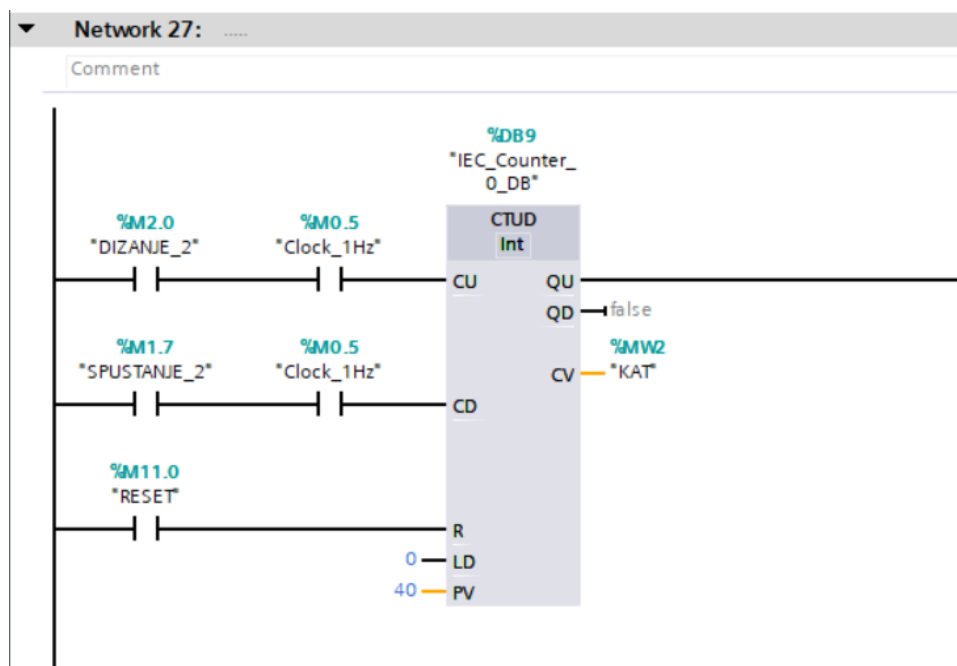 Network 27: .....
Comment
%DB9
"IEC_Counter_
0_DB"
%M2.0
"DIZANJE_2"
%M0.5
"Clock_1Hz"
CTUD
Int
CU
QU
QD
false
%M1.7
"SPUSTANJE_2"
%M0.5
"Clock_1Hz"
%MW2
"KAT"
CV
CD
%M11.0
"RESET"
R
0
LD
40
PV